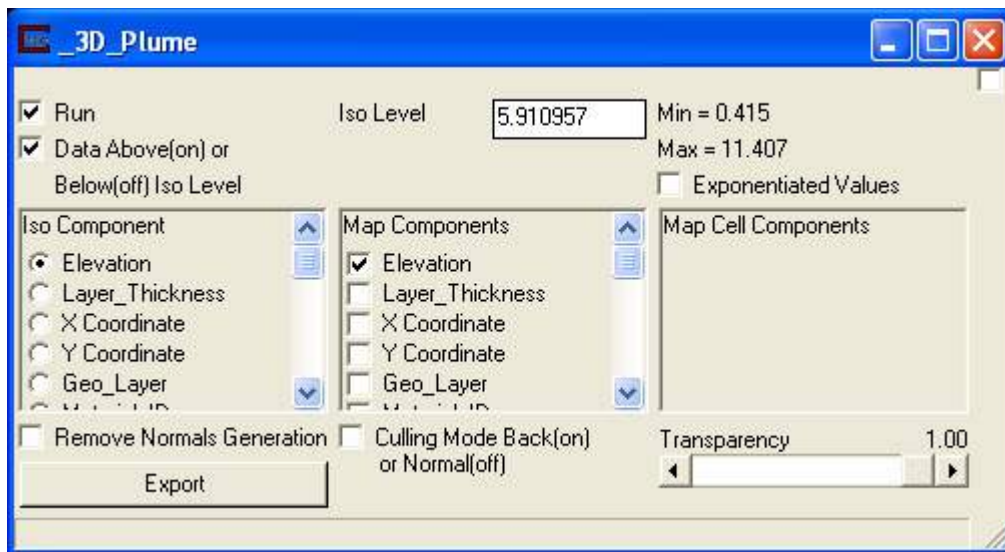 _3D_Plume
Run
Iso Level
5.910957
Min = 0.415
Data Above(on) or
Max = 11.407
Below(off) Iso Level
Exponentiated Values
Iso Component
Map Components
Map Cell Components
Elevation
Elevation
Layer_Thickness
Layer_Thickness
X Coordinate
X Coordinate
Y Coordinate
Y Coordinate
Geo_Layer
Geo_Layer
Remove Normals Generation
Culling Mode Back(on)
or Normal(off)
Transparency
1.00
Export